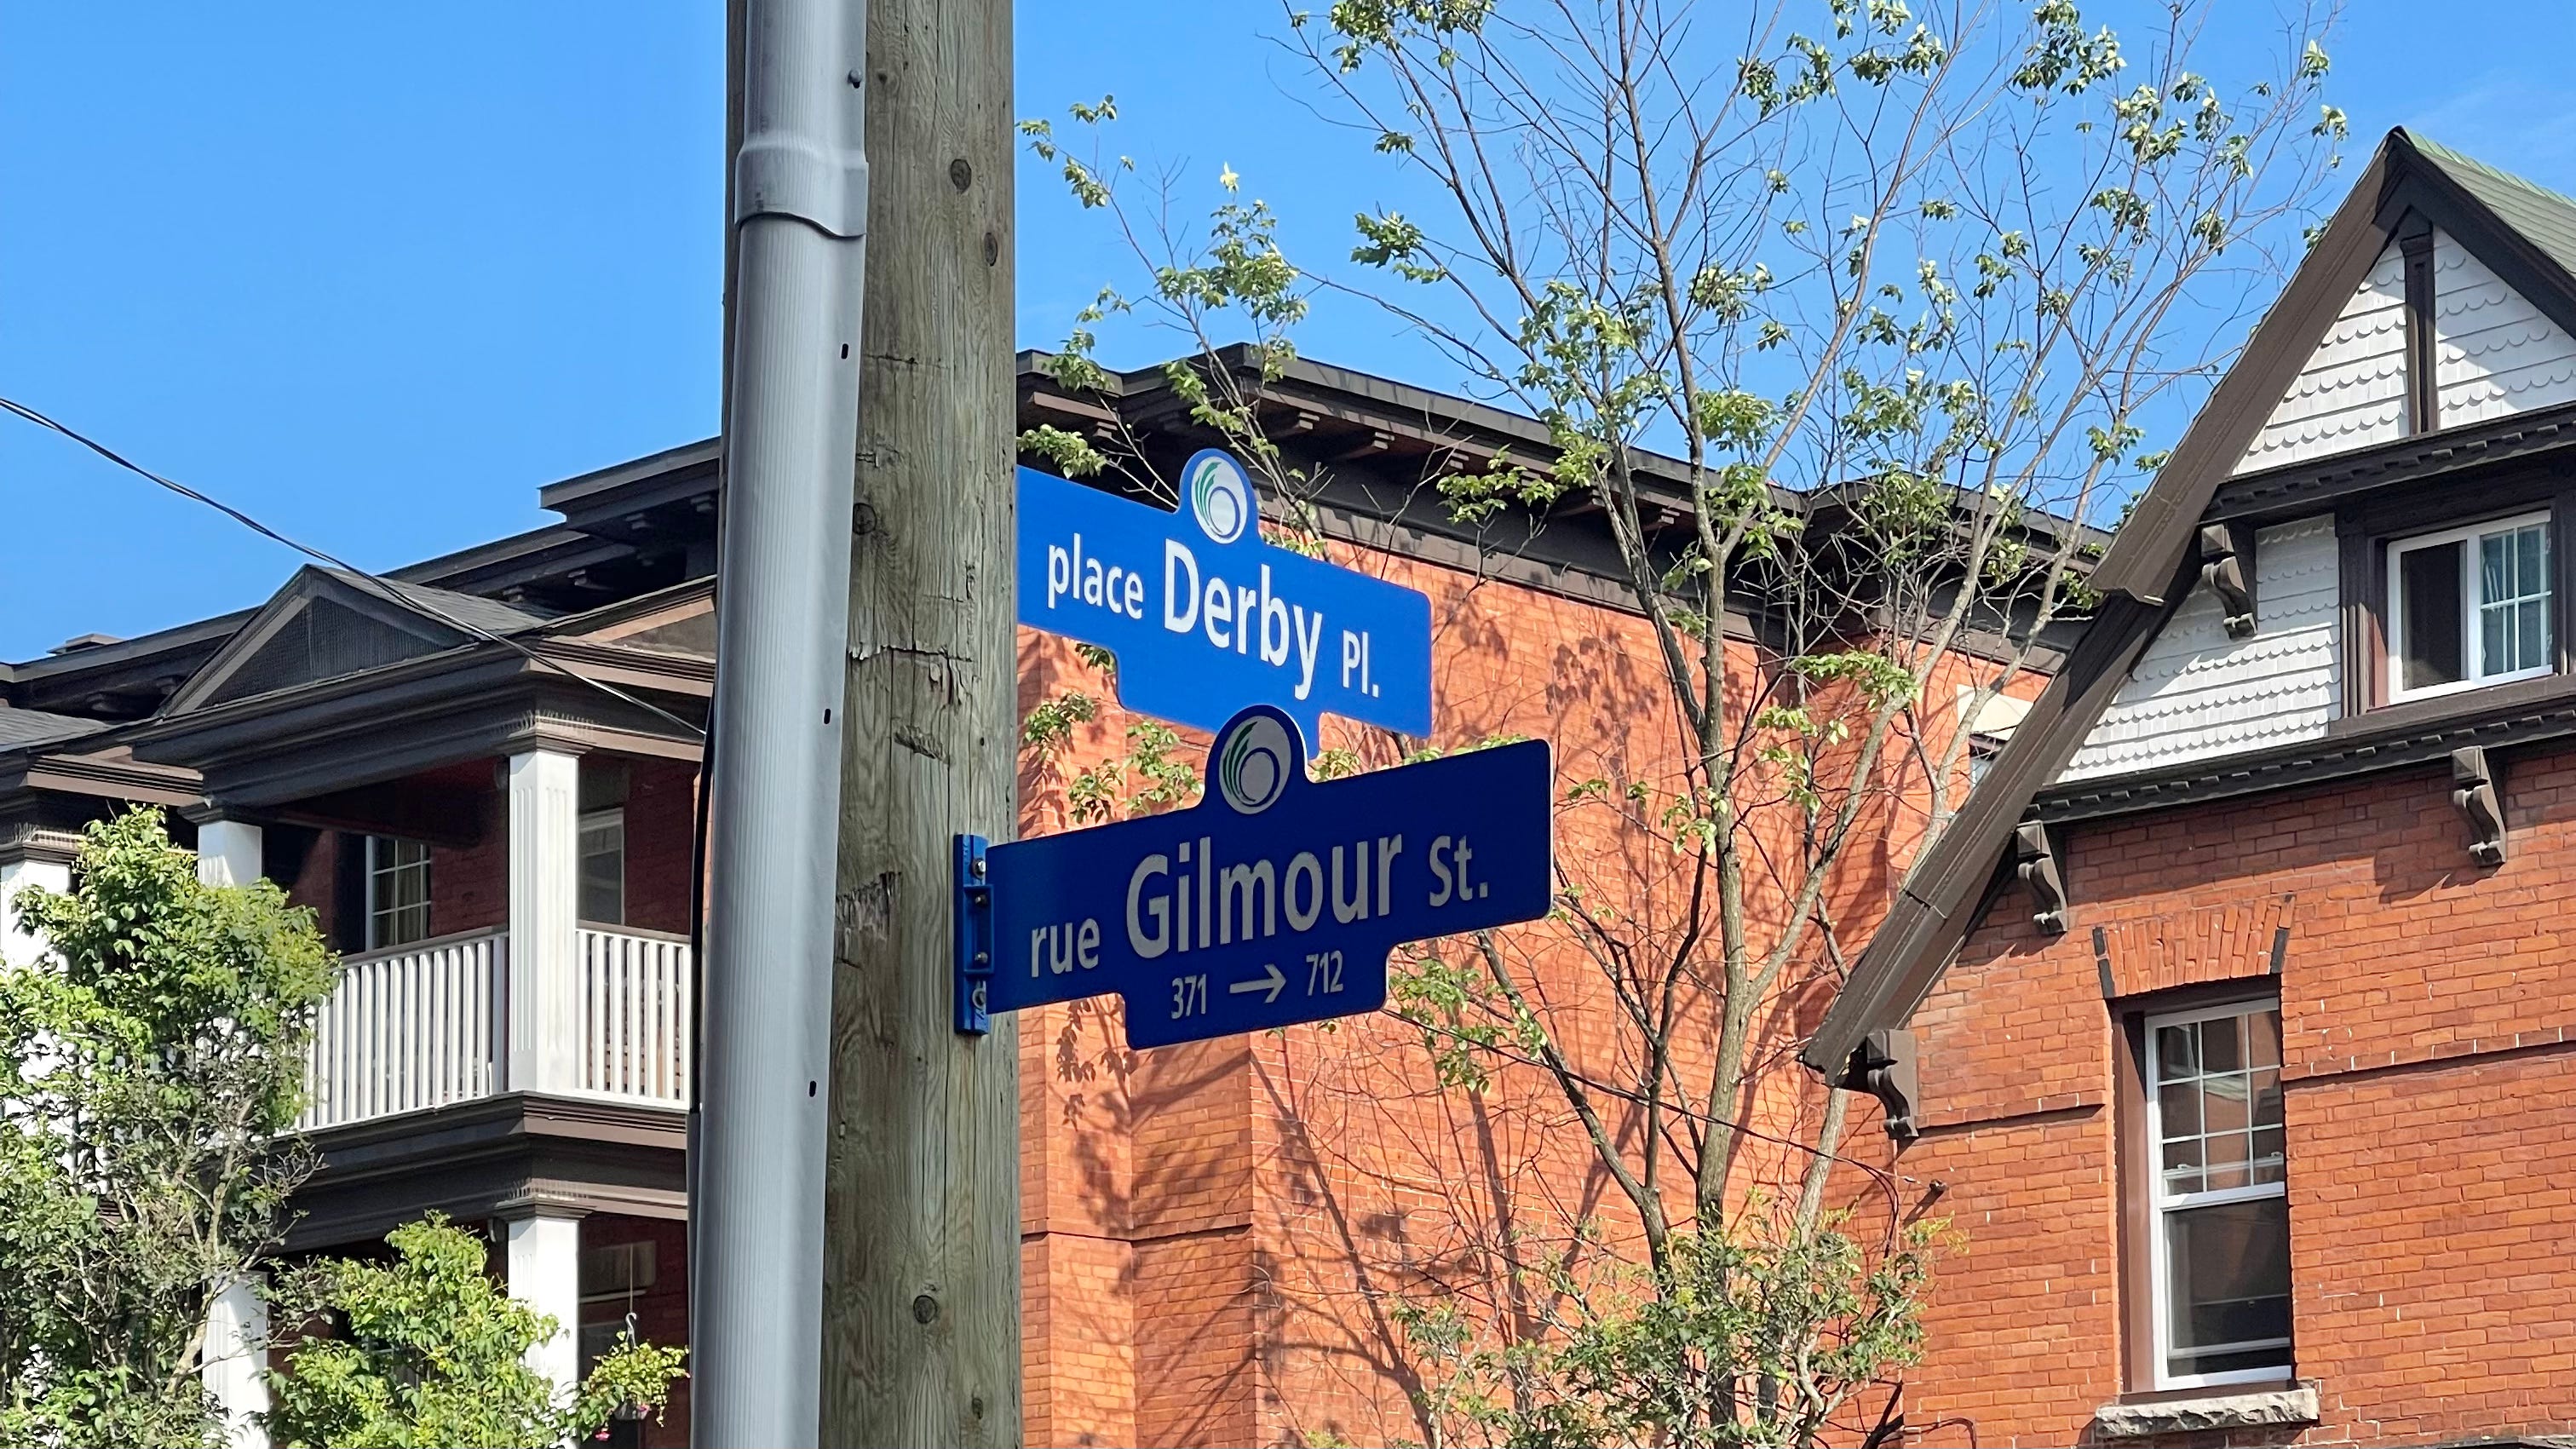 place Derby Pl.
rue Gilmour St.
371 → 712